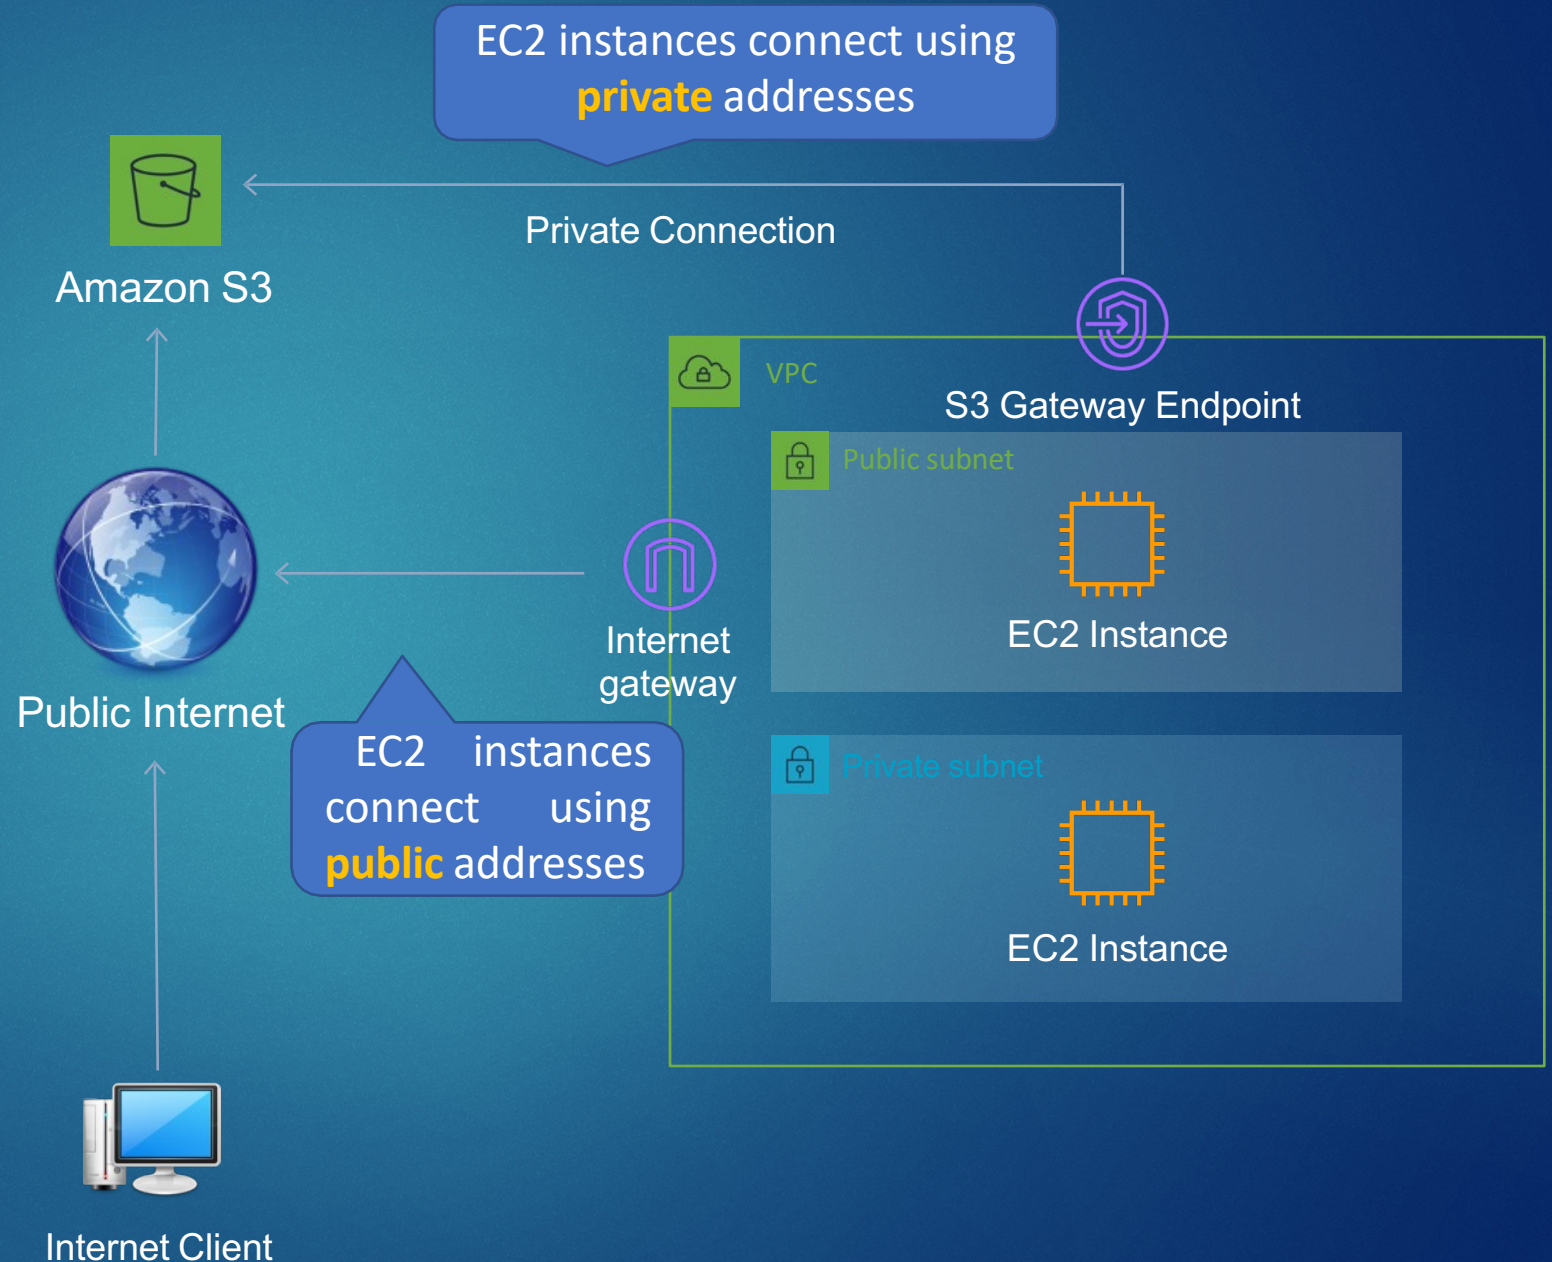 EC2 instances connect using
private addresses
Private Connection
Amazon S3
VPC
S3 Gateway Endpoint
Public subnet
EC2 Instance
Internet
gateway
Public Internet
EC2 instances
connect using
public addresses
Private subnet
EC2 Instance
Internet Client